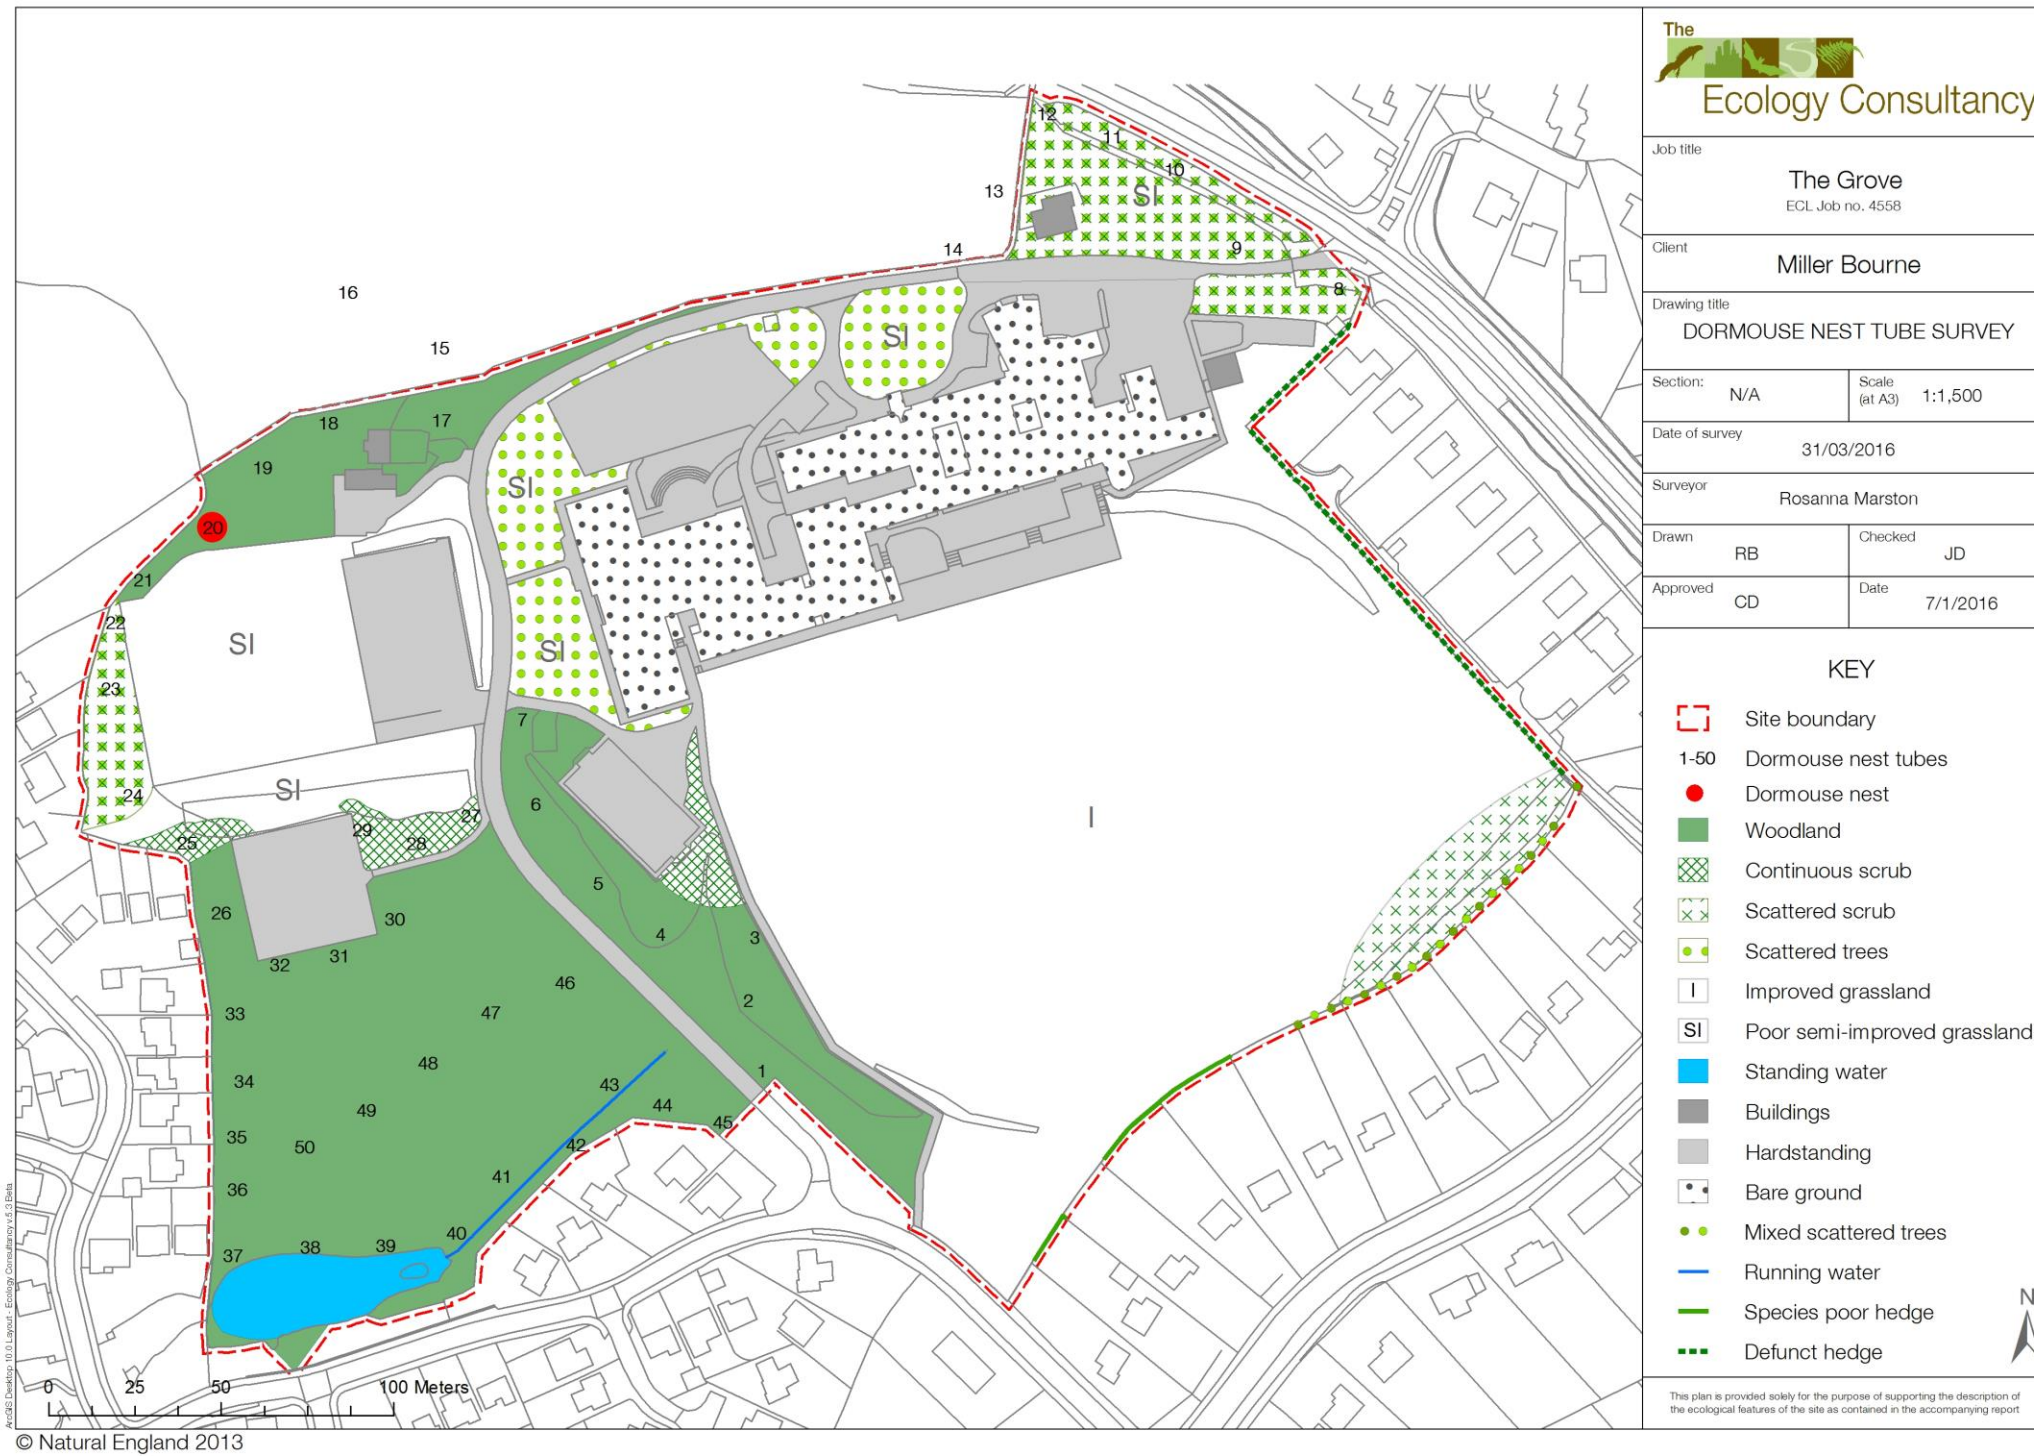 The
Ecology Consultancy
Job title
The Grove
ECL Job no. 4558
Client
Miller Bourne
Drawing title
DORMOUSE NEST TUBE SURVEY
Section:
N/A
Scale
(at A3)
1:1,500
Date of survey
31/03/2016
Surveyor
Rosanna Marston
Drawn
RB
Checked
JD
Approved
CD
Date
7/1/2016
KEY
Site boundary
1-50 Dormouse nest tubes
Dormouse nest
Woodland
Continuous scrub
Scattered scrub
Scattered trees
I Improved grassland
SI Poor semi-improved grassland
Standing water
Buildings
Hardstanding
Bare ground
Mixed scattered trees
Running water
Species poor hedge
Defunct hedge
N
This plan is provided solely for the purpose of supporting the description of
the ecological features of the site as contained in the accompanying report
12
11
10
13
SI
9
14
8
16
15
SI
18
17
19
SI
20
21
22
SI
SI
23
7
SI
24
6
27
29
28
25
I
5
26
30
4
3
31
32
46
2
47
33
48
1
34
43
49
44
45
35
50
42
41
36
40
37
38
39
0 25 50 100 Meters
ArcGIS Desktop 10.0 Layout - Ecology Consultancy v.5.3 Beta
© Natural England 2013